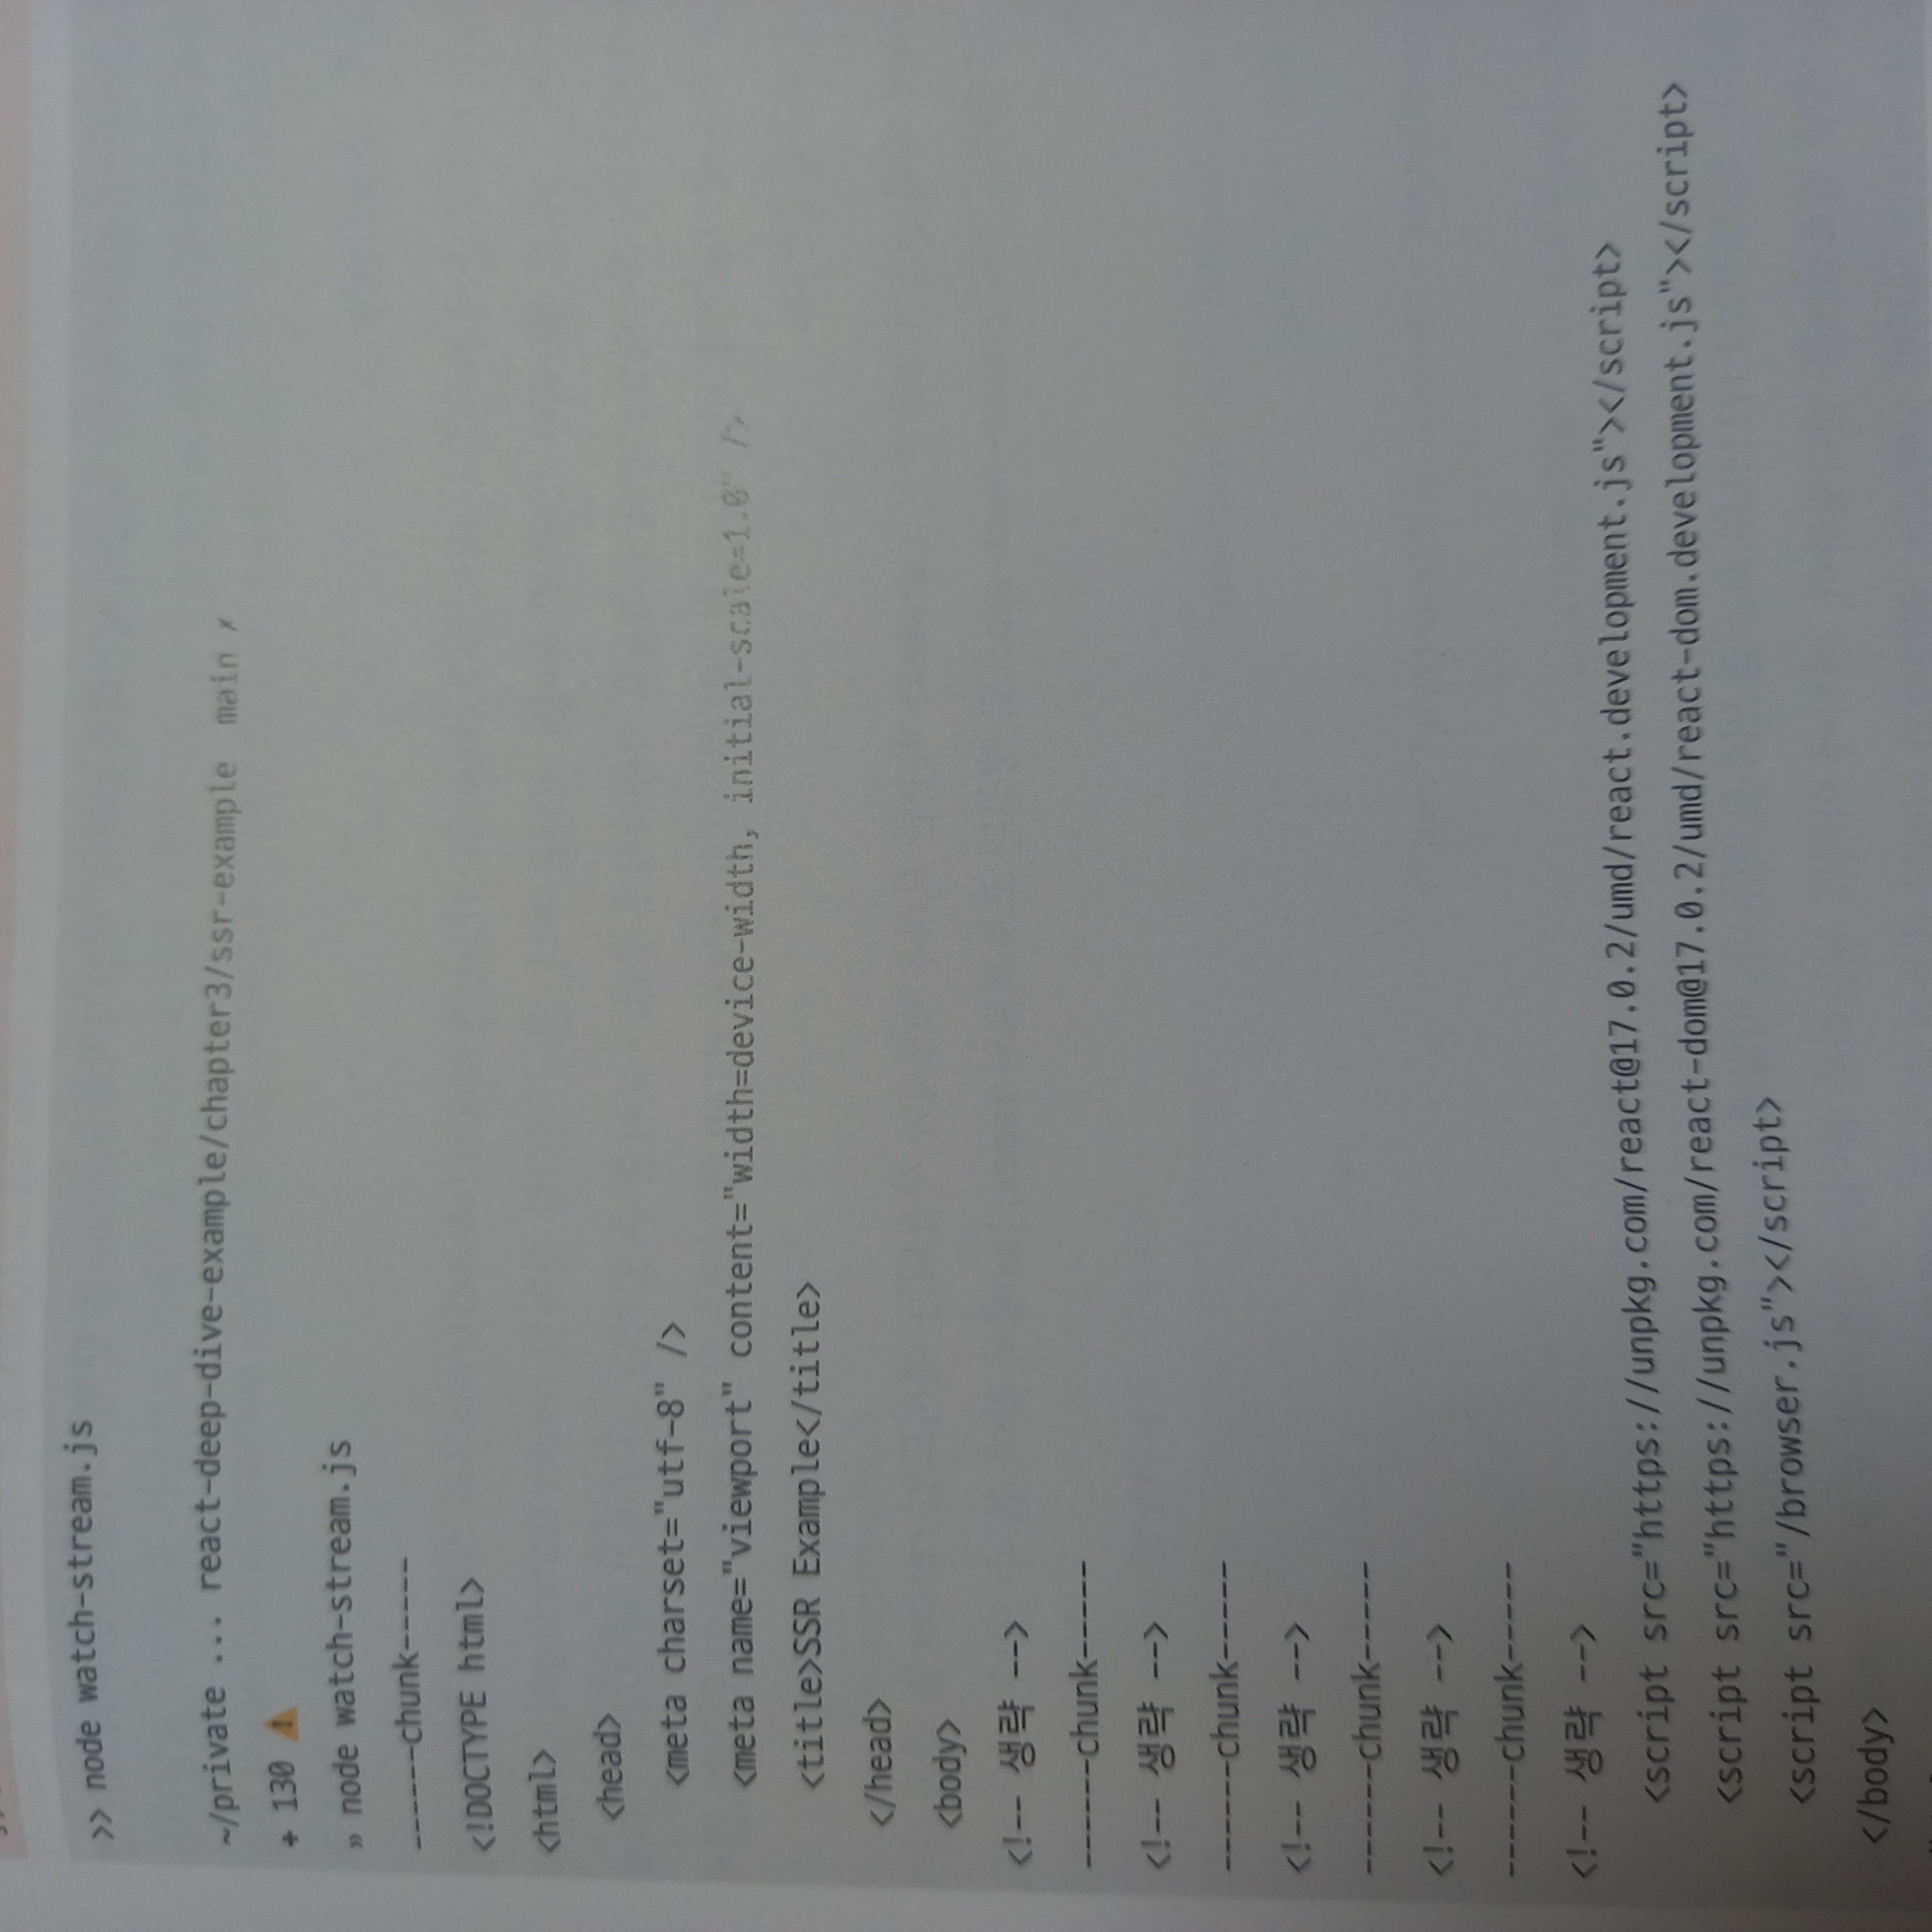 >> node watch-stream.js
~/private ... react-deep-dive-example/chapter3/ssr-example  main ✗
+ 130 ⚠
» node watch-stream.js
------chunk-----
<!DOCTYPE html>
<html>
  <head>
    <meta charset="utf-8" />
    <meta name="viewport" content="width=device-width, initial-scale=1.0" />
    <title>SSR Example</title>
  </head>
  <body>
<!-- 생략 -->
------chunk-----
<!-- 생략 -->
------chunk-----
<!-- 생략 -->
------chunk-----
<!-- 생략 -->
------chunk-----
<!-- 생략 -->
    <script src="https://unpkg.com/react@17.0.2/umd/react.development.js"></script>
    <script src="https://unpkg.com/react-dom@17.0.2/umd/react-dom.development.js"></script>
    <script src="/browser.js"></script>
  </body>